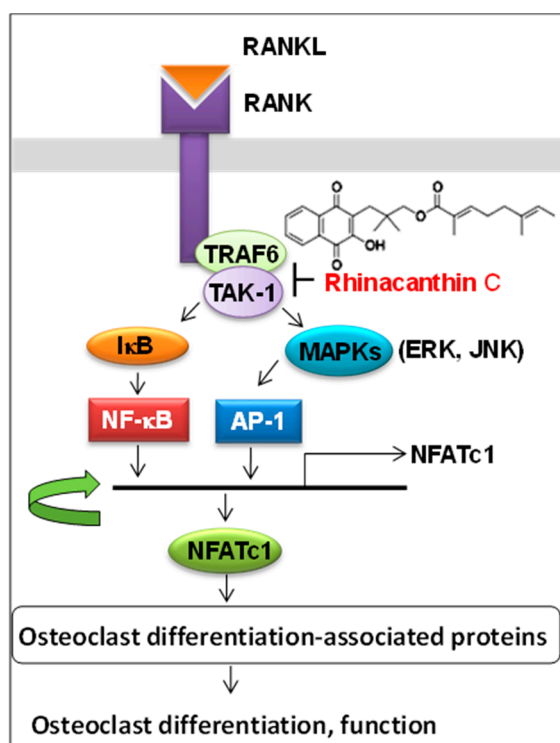 RANKL
RANK
O
O
O
O
OH
TRAF6
TAK-1
Rhinacanthin C
IκB
MAPKs
(ERK, JNK)
NF-κB
AP-1
NFATc1
NFATc1
Osteoclast differentiation-associated proteins
Osteoclast differentiation, function